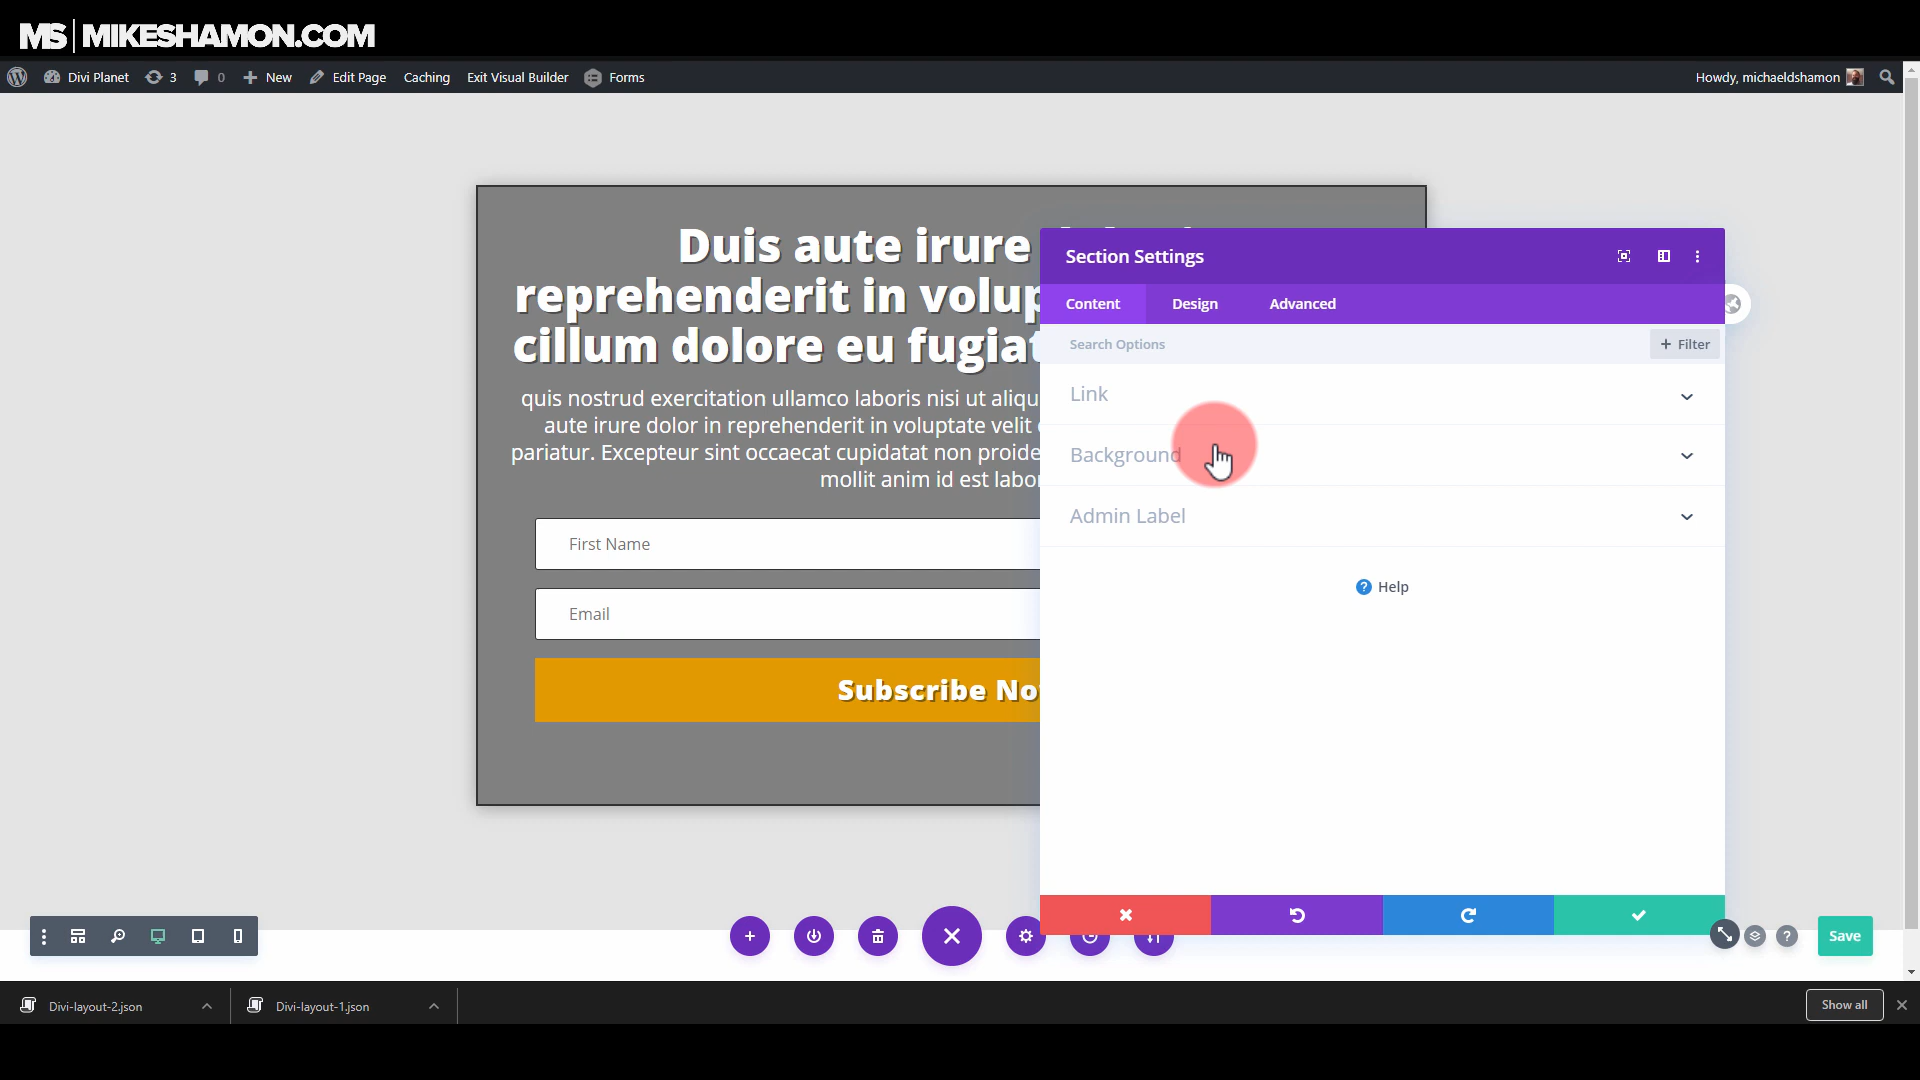 MS MIKESHAMON.COM
Divi Planet 3 0 New Edit Page Caching Exit Visual Builder Forms Howdy, michaeldshamon
Duis aute irure
reprehenderit in volup
cillum dolore eu fugiat
quis nostrud exercitation ullamco laboris nisi ut aliqu
aute irure dolor in reprehenderit in voluptate velit
pariatur. Excepteur sint occaecat cupidatat non proide
mollit anim id est labor
First Name
Email
Subscribe No
Section Settings
Content Design Advanced
Search Options
+ Filter
Link
Background
Admin Label
? Help
? Save
Divi-layout-2.json Divi-layout-1.json Show all